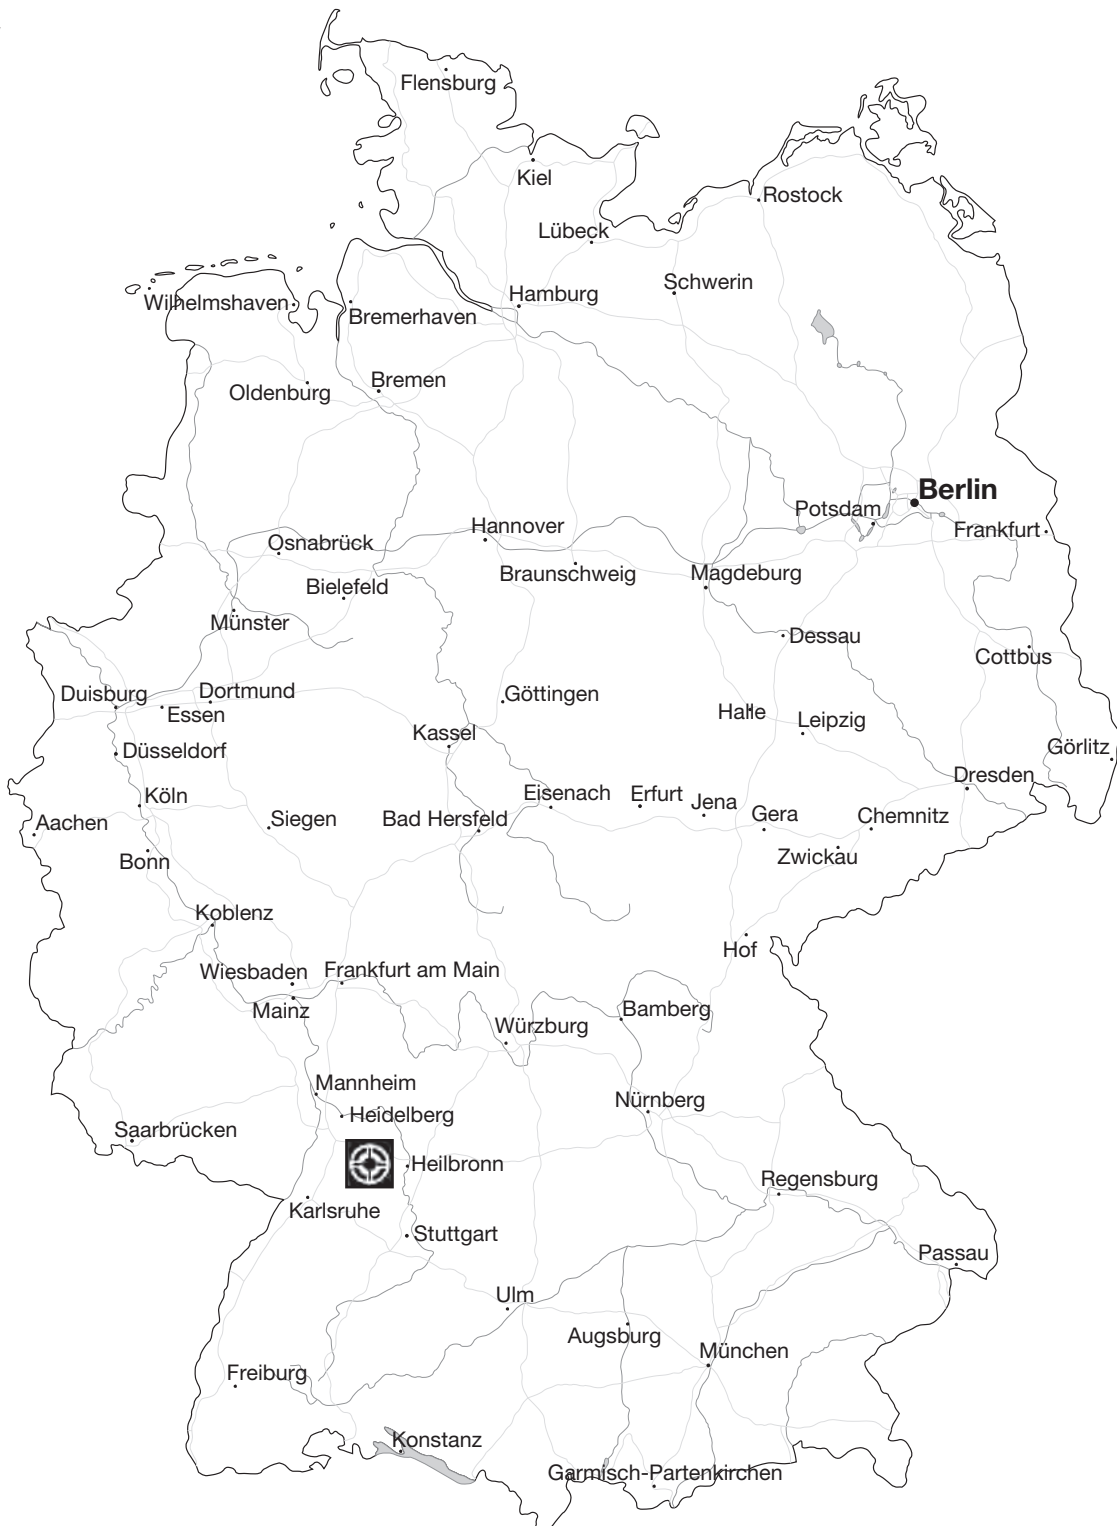 Flensburg
Kiel
Rostock
Lübeck
Schwerin
Hamburg
Wilhelmshaven
Bremerhaven
Bremen
Oldenburg
Berlin
Potsdam
Hannover
Frankfurt
Osnabrück
Braunschweig
Magdeburg
Bielefeld
Münster
Dessau
Cottbus
Duisburg
Dortmund
Göttingen
Essen
Halle
Leipzig
Kassel
Düsseldorf
Görlitz
Dresden
Köln
Eisenach
Erfurt
Jena
Gera
Chemnitz
Aachen
Siegen
Bad Hersfeld
Bonn
Zwickau
Koblenz
Hof
Wiesbaden
Frankfurt am Main
Mainz
Bamberg
Würzburg
Mannheim
Nürnberg
Heidelberg
Saarbrücken
Heilbronn
Regensburg
Karlsruhe
Stuttgart
Passau
Ulm
Augsburg
München
Freiburg
Konstanz
Garmisch-Partenkirchen